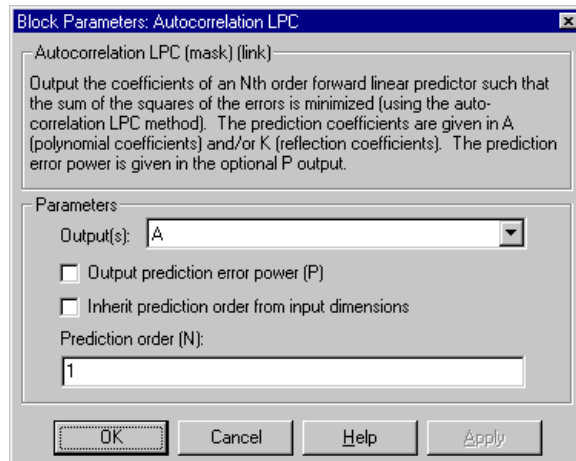 Block Parameters: Autocorrelation LPC
Autocorrelation LPC (mask) (link)
Output the coefficients of an Nth order forward linear predictor such that
the sum of the squares of the errors is minimized (using the auto-
correlation LPC method).  The prediction coefficients are given in A
(polynomial coefficients) and/or K (reflection coefficients).  The prediction
error power is given in the optional P output.
Parameters
Output(s): A
Output prediction error power (P)
Inherit prediction order from input dimensions
Prediction order (N):
1
OK Cancel Help Apply